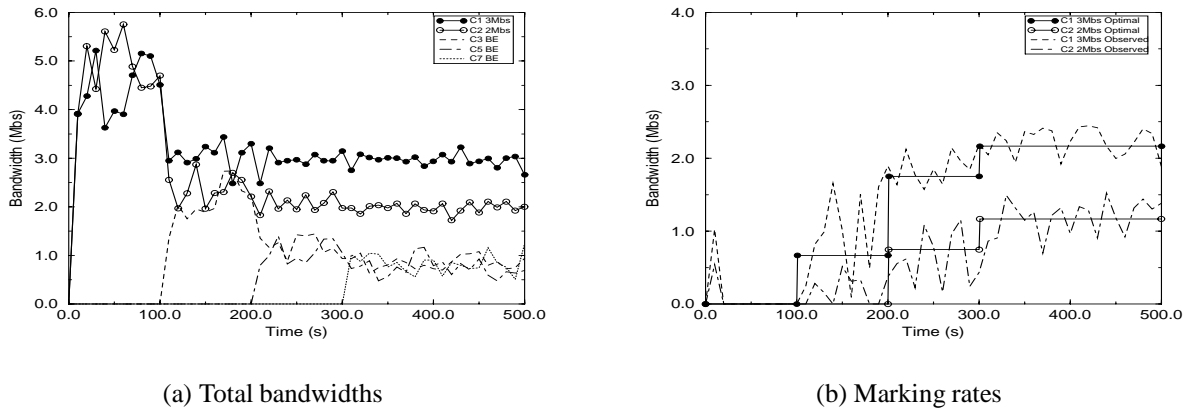 6.0
5.0
4.0
3.0
2.0
1.0
0.0
Bandwidth (Mbs)
0.0 100.0 200.0 300.0 400.0 500.0
Time (s)
C1 3Mbs
C2 2Mbs
C3 BE
C5 BE
C7 BE
(a) Total bandwidths
4.0
3.0
2.0
1.0
0.0
Bandwidth (Mbs)
0.0 100.0 200.0 300.0 400.0 500.0
Time (s)
C1 3Mbs Optimal
C2 2Mbs Optimal
C1 3Mbs Observed
C2 2Mbs Observed
(b) Marking rates